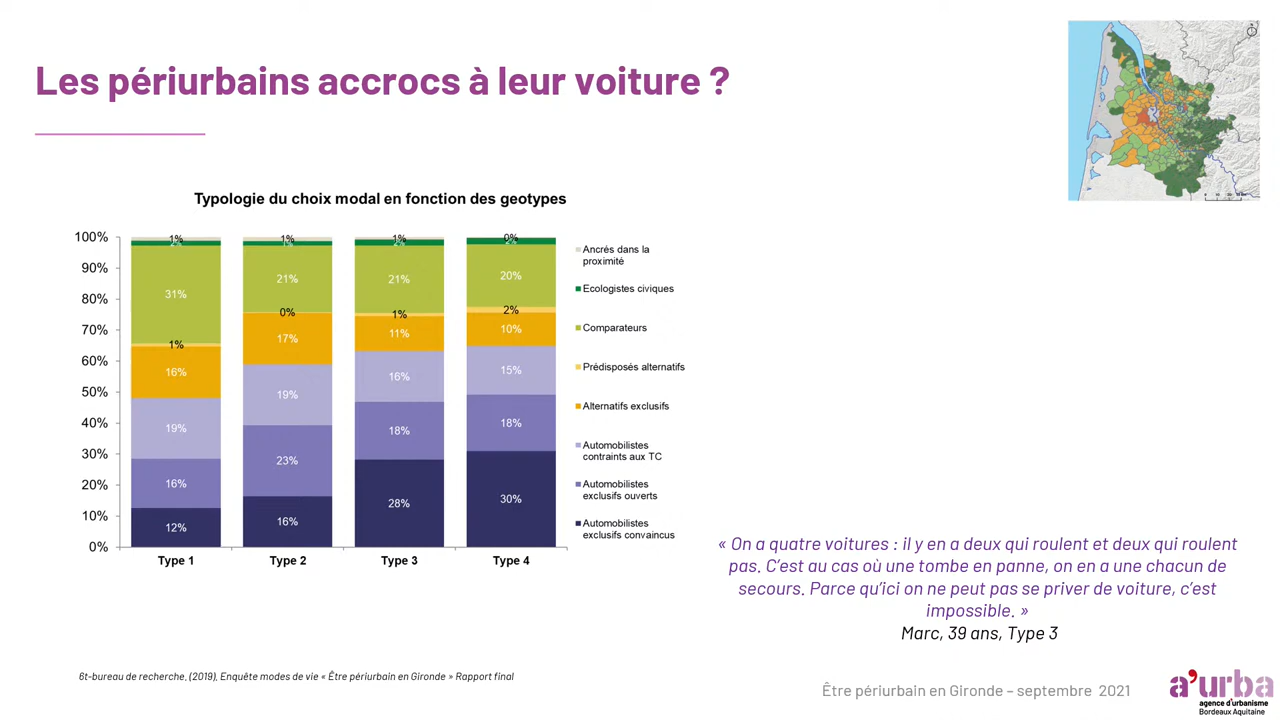 Les périurbains accrocs à leur voiture ?
Typologie du choix modal en fonction des geotypes
100%
90%
80%
70%
60%
50%
40%
30%
20%
10%
0%
1%
31%
1%
16%
19%
16%
12%
Type 1
1%
21%
0%
17%
19%
23%
16%
Type 2
1%
21%
1%
11%
16%
18%
28%
Type 3
0%
20%
2%
10%
15%
18%
30%
Type 4
Ancrés dans la
proximité
Ecologistes civiques
Comparateurs
Prédisposés alternatifs
Alternatifs exclusifs
Automobilistes
contraints aux TC
Automobilistes
exclusifs ouverts
Automobilistes
exclusifs convaincus
« On a quatre voitures : il y en a deux qui roulent et deux qui roulent
pas. C’est au cas où une tombe en panne, on en a une chacun de
secours. Parce qu’ici on ne peut pas se priver de voiture, c’est
impossible. »
Marc, 39 ans, Type 3
6t-bureau de recherche, (2019), Enquête modes de vie « Être périurbain en Gironde » Rapport final
Être périurbain en Gironde – septembre 2021
a’urba
agence d’urbanisme
Bordeaux Aquitaine